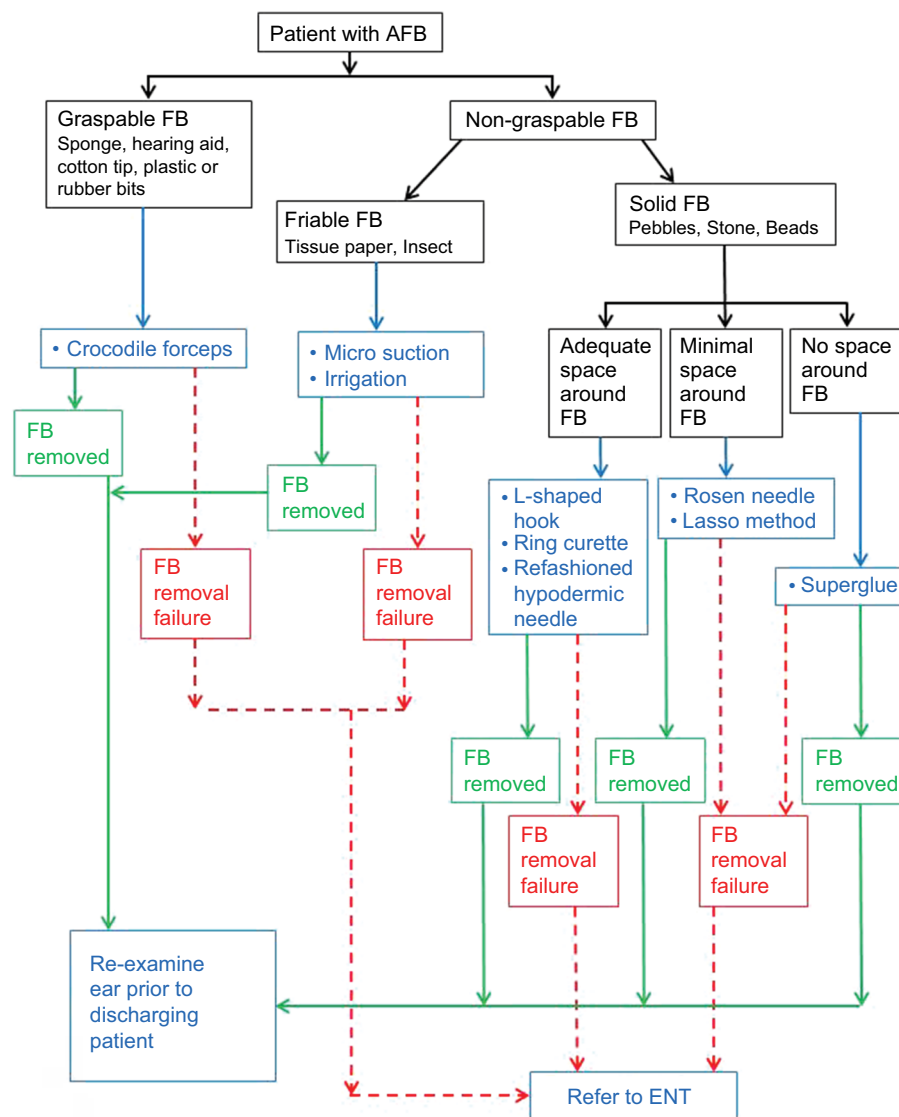 Patient with AFB
Graspable FB
Sponge, hearing aid,
cotton tip, plastic or
rubber bits
Non-graspable FB
Friable FB
Tissue paper, Insect
Solid FB
Pebbles, Stone, Beads
• Crocodile forceps
• Micro suction
• Irrigation
Adequate
space
around
FB
Minimal
space
around
FB
No space
around
FB
FB
removed
FB
removed
• L-shaped
hook
• Ring curette
• Refashioned
hypodermic
needle
• Rosen needle
• Lasso method
• Superglue
FB
removal
failure
FB
removal
failure
FB
removed
FB
removed
FB
removed
FB
removal
failure
FB
removal
failure
Re-examine
ear prior to
discharging
patient
Refer to ENT